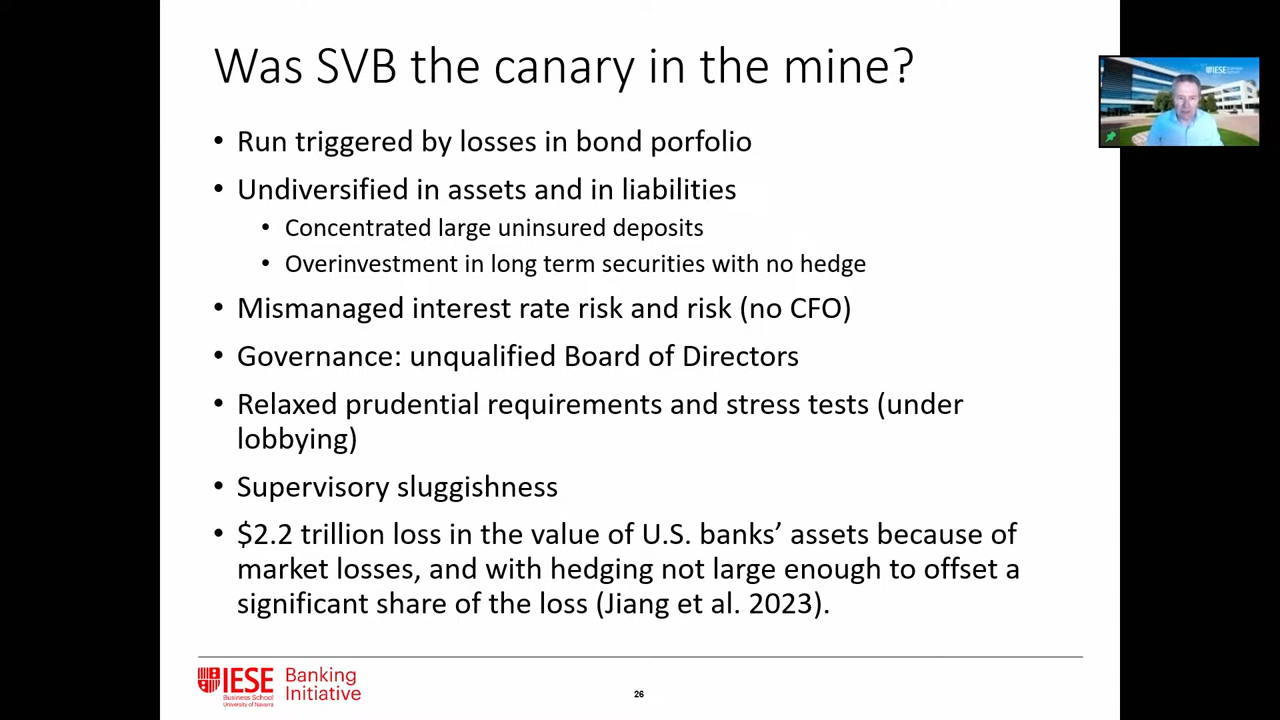 Was SVB the canary in the mine?
• Run triggered by losses in bond porfolio
• Undiversified in assets and in liabilities
• Concentrated large uninsured deposits
• Overinvestment in long term securities with no hedge
• Mismanaged interest rate risk and risk (no CFO)
• Governance: unqualified Board of Directors
• Relaxed prudential requirements and stress tests (under
lobbying)
• Supervisory sluggishness
• $2.2 trillion loss in the value of U.S. banks’ assets because of
market losses, and with hedging not large enough to offset a
significant share of the loss (Jiang et al. 2023).
IESE
Business School
University of Navarra
Banking
Initiative
26
IESE